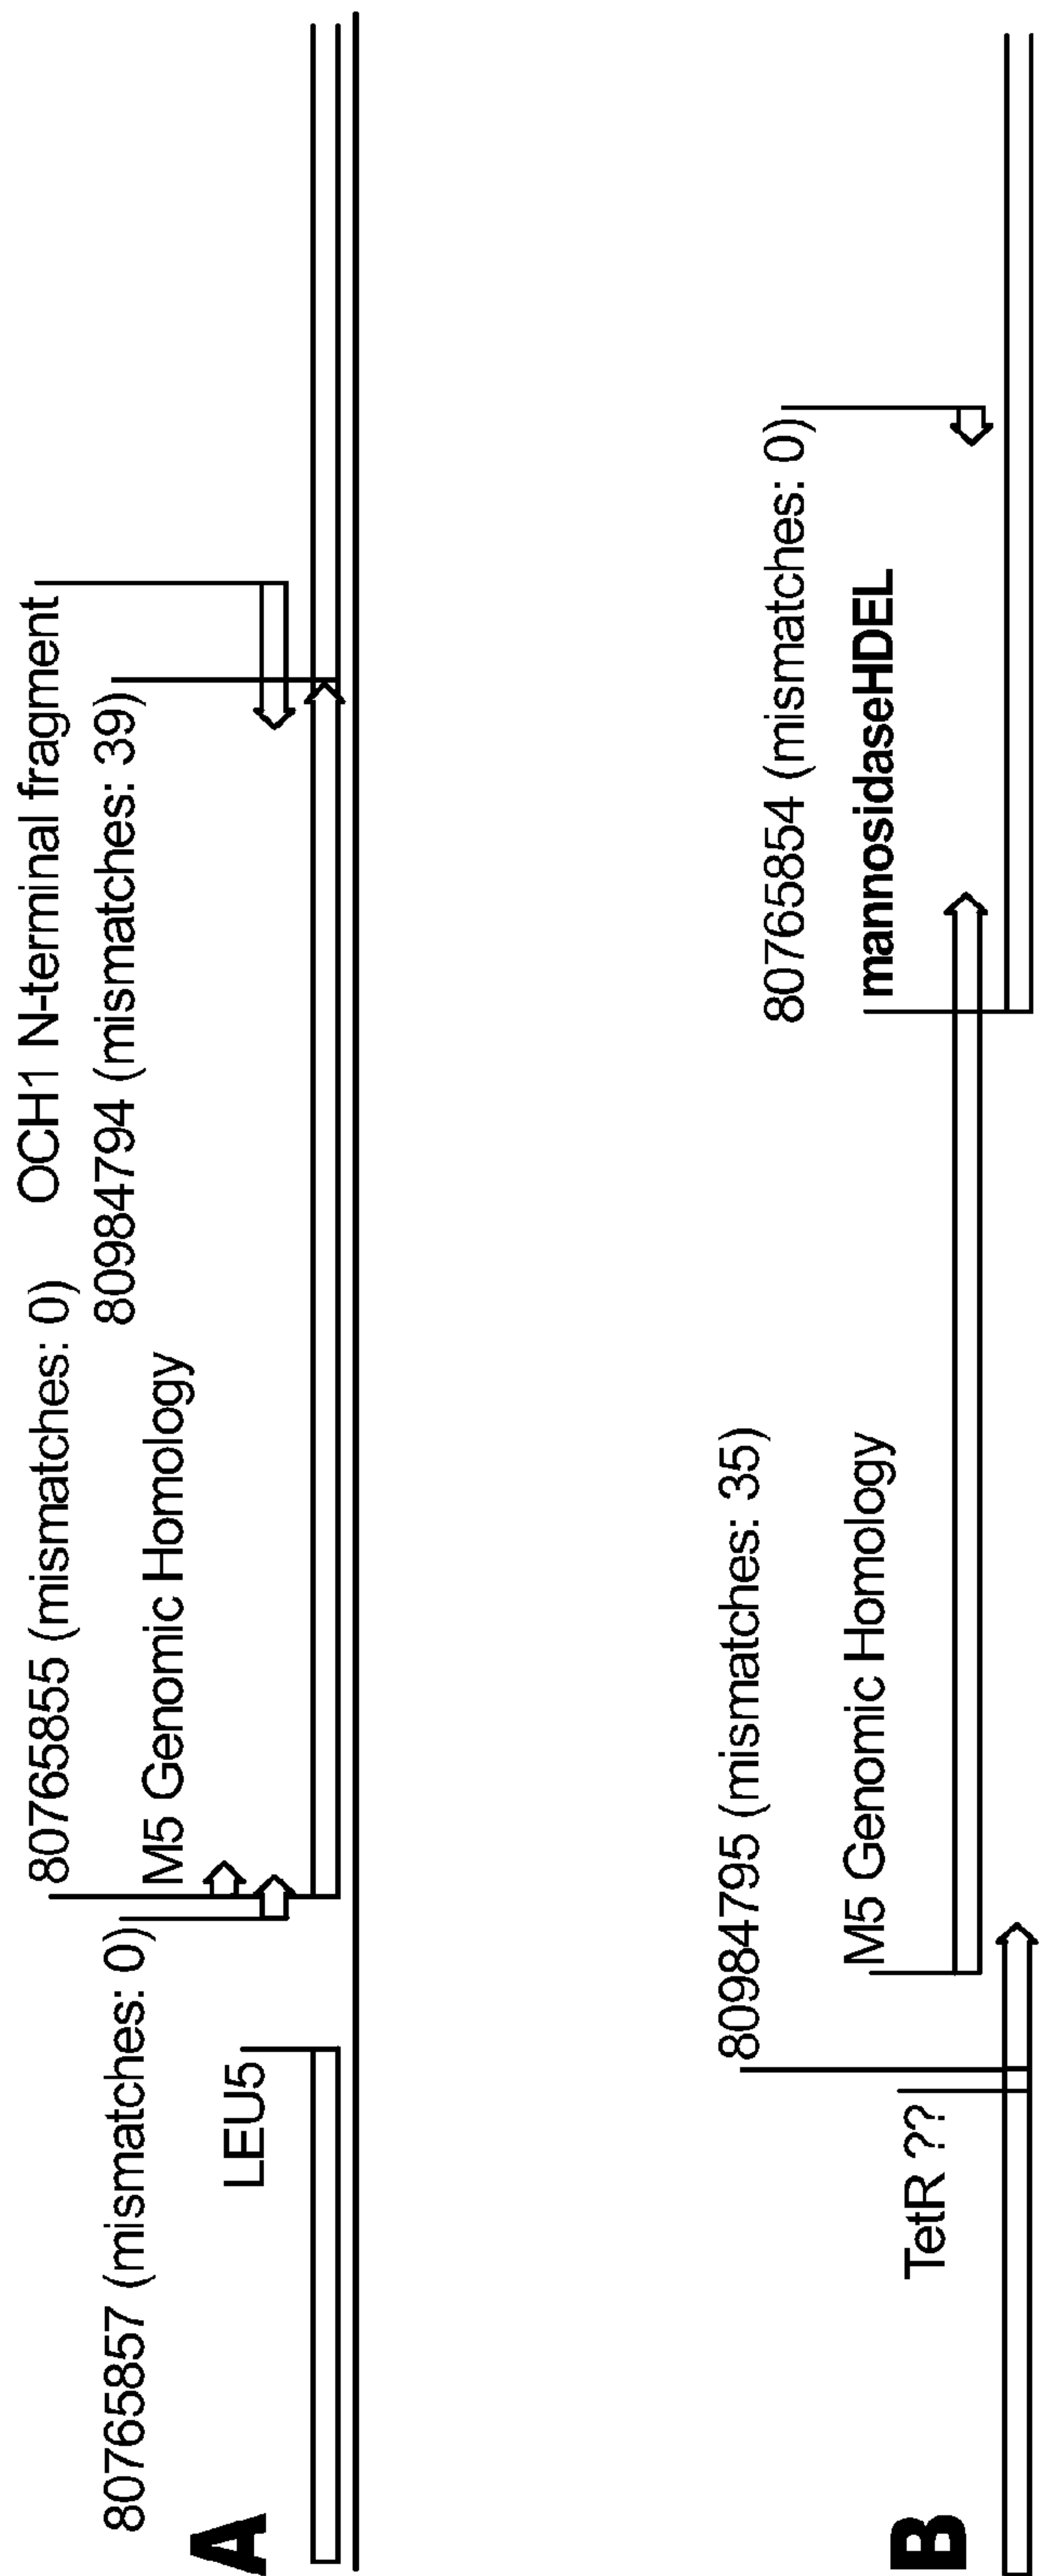 A
80765857 (mismatches: 0)
LEU5
80765855 (mismatches: 0)
M5 Genomic Homology
OCH1 N-terminal fragment
80984794 (mismatches: 39)
B
TetR ??
80984795 (mismatches: 35)
M5 Genomic Homology
80765854 (mismatches: 0)
mannosidaseHDEL